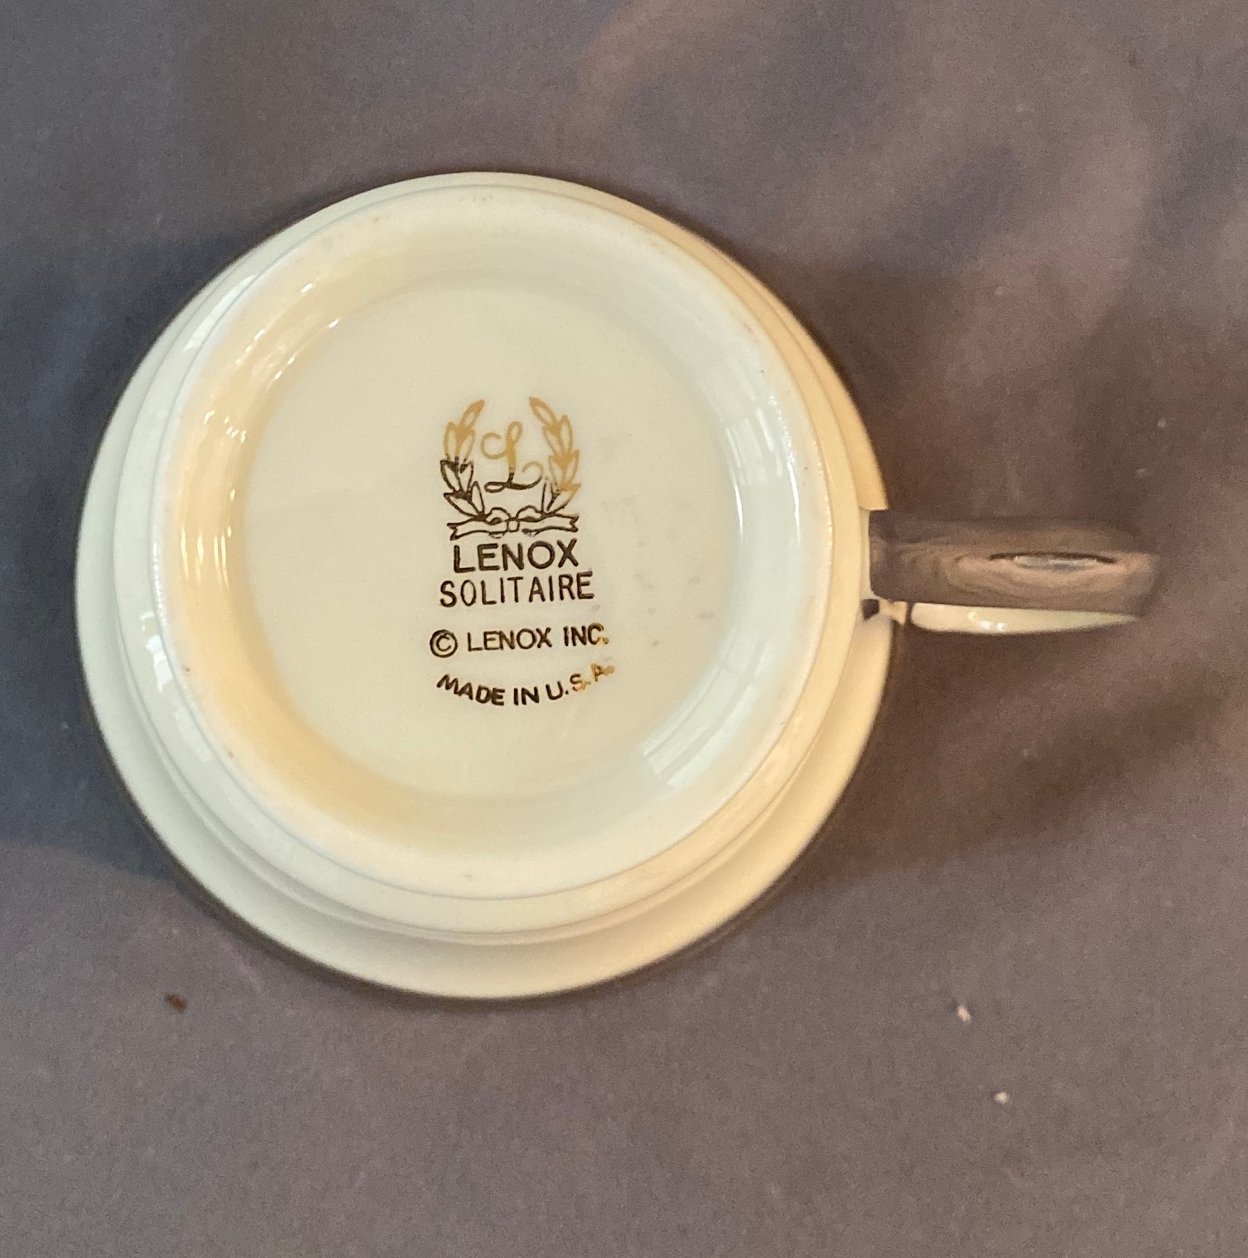 L
LENOX
SOLITAIRE
© LENOX INC.
MADE IN U.S.A.